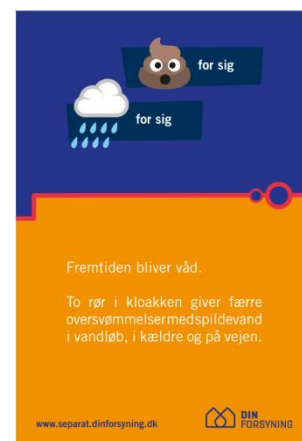 for sig
for sig
Fremtiden bliver våd.
To rør i kloakken giver færre
oversvømmelsermedspildevand
i vandløb, i kældre og på vejen.
www.separat.dinforsyning.dk
DIN
FORSYNING